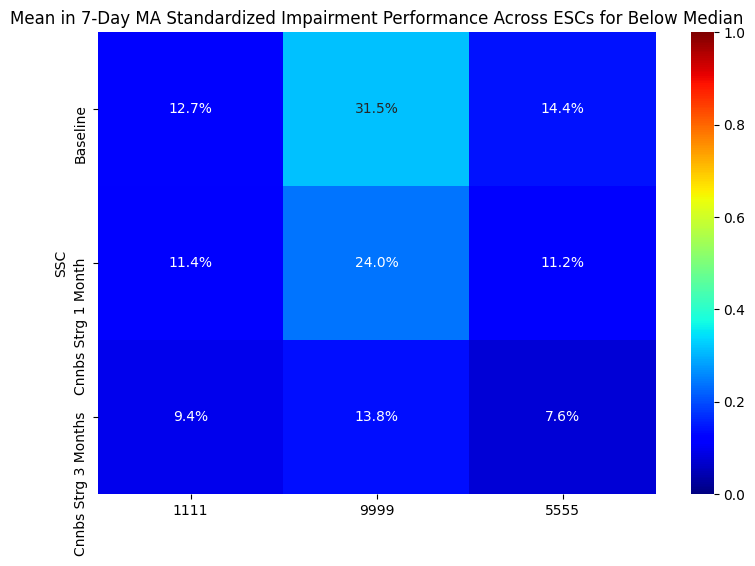 Mean in 7-Day MA Standardized Impairment Performance Across ESCs for Below Median
1.0
0.8
0.6
0.4
0.2
0.0
SSC
Baseline
12.7% 31.5% 14.4%
Cnnbs Strg 1 Month
11.4% 24.0% 11.2%
Cnnbs Strg 3 Months
9.4% 13.8% 7.6%
1111 9999 5555